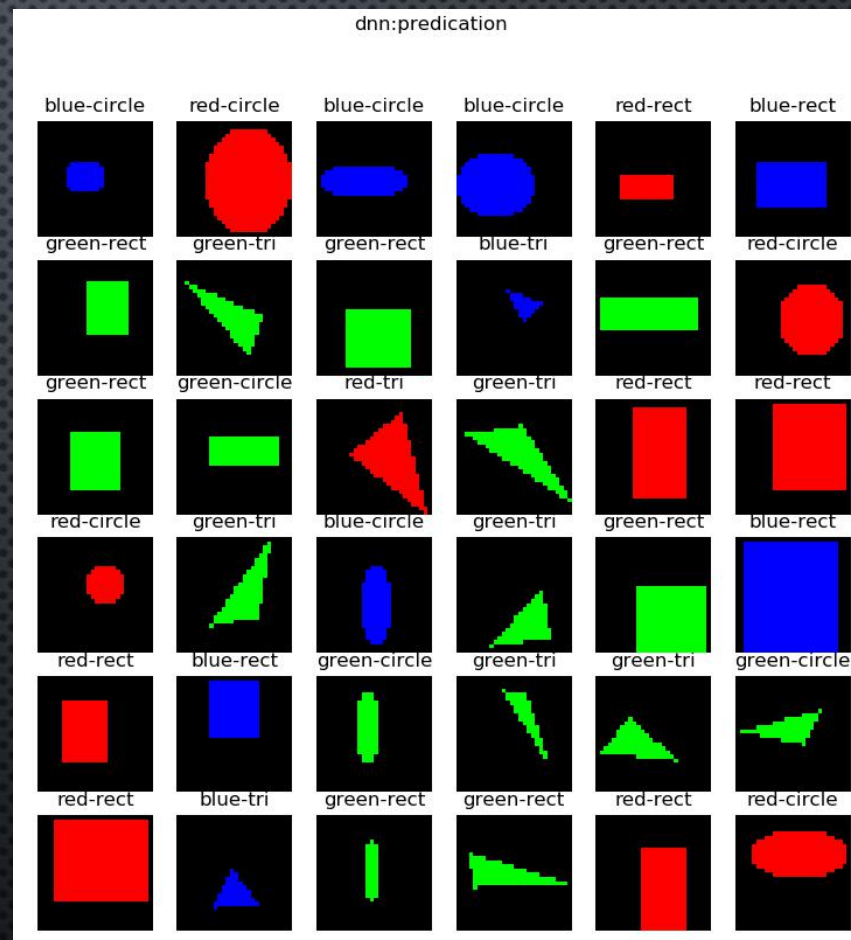 dnn:predication
blue-circle red-circle blue-circle blue-circle red-rect blue-rect
green-rect green-tri green-rect blue-tri green-rect red-circle
green-rect green-circle red-tri green-tri red-rect red-rect
red-circle green-tri blue-circle green-tri green-rect blue-rect
red-rect blue-rect green-circle green-tri green-tri green-circle
red-rect blue-tri green-rect green-rect red-rect red-circle